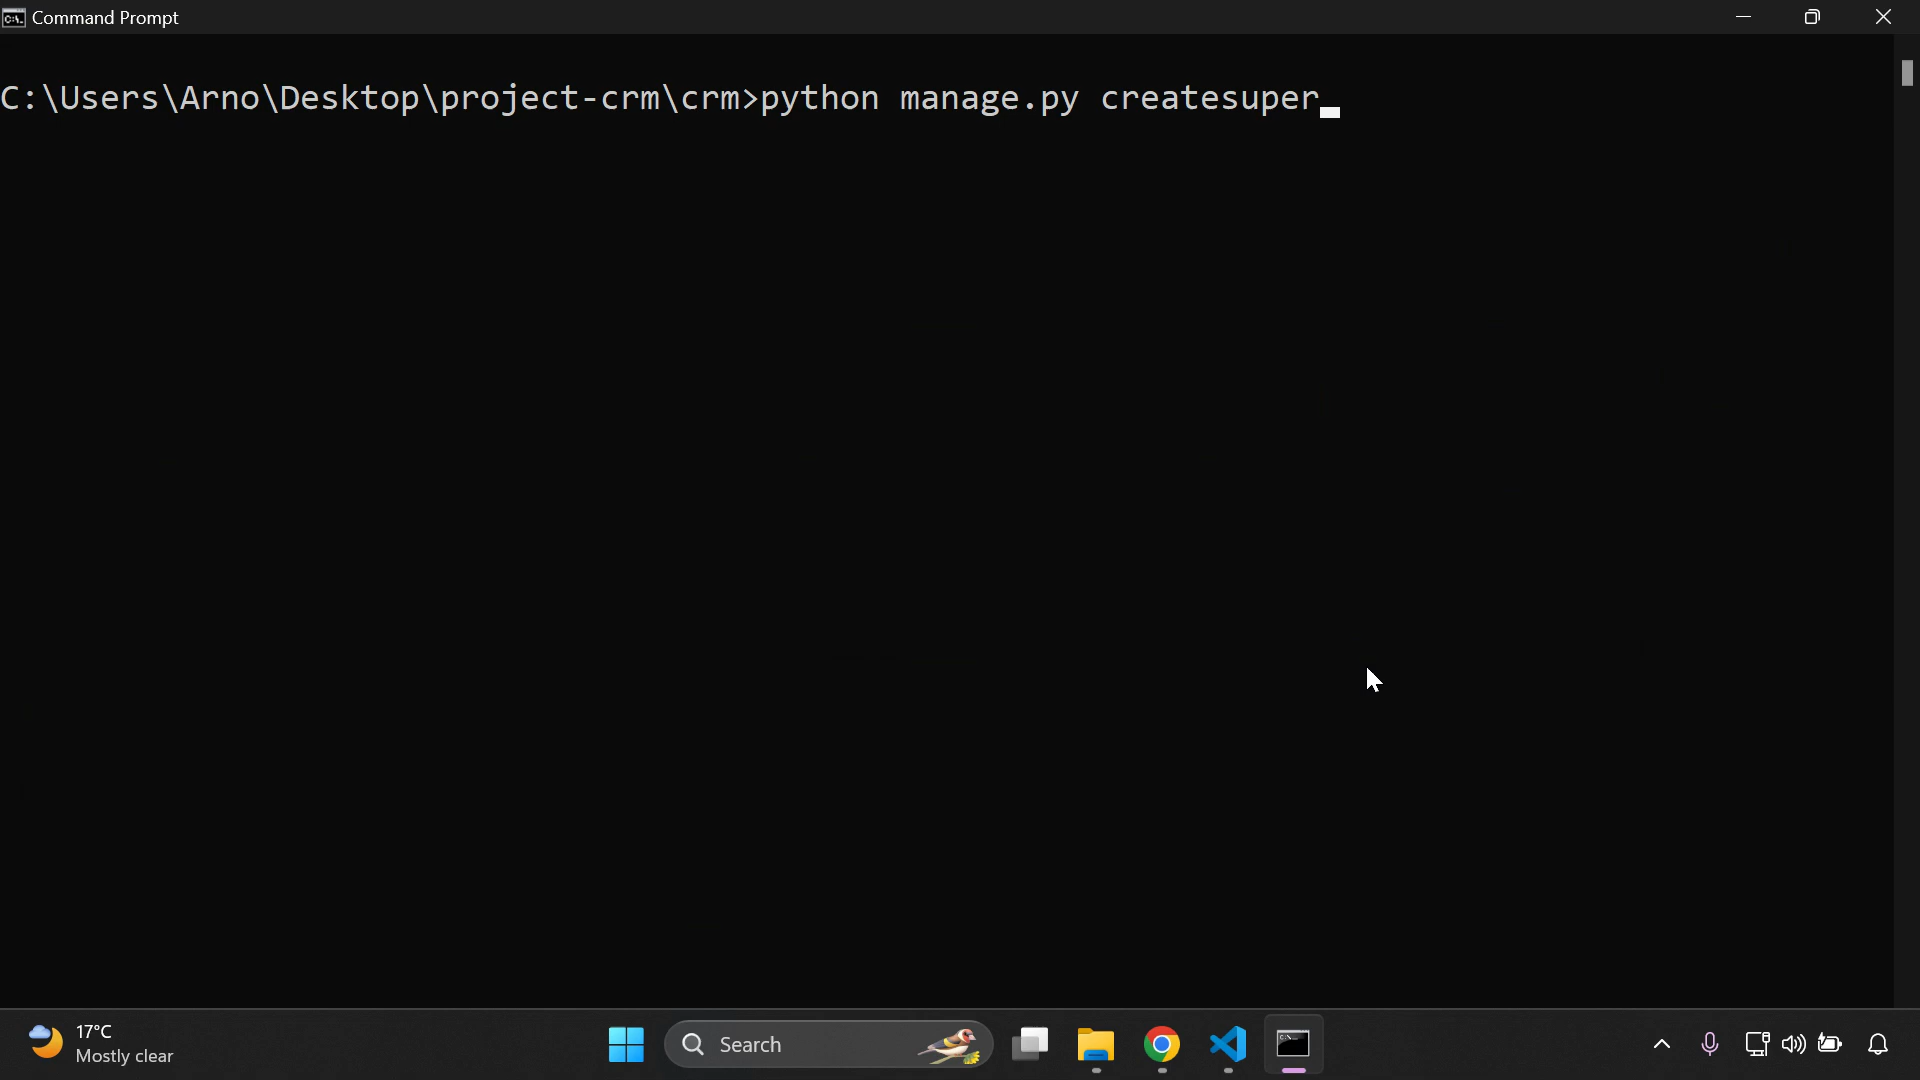 Command Prompt
C:\Users\Arno\Desktop\project-crm\crm>python manage.py createsuper
17°C
Mostly clear
Search